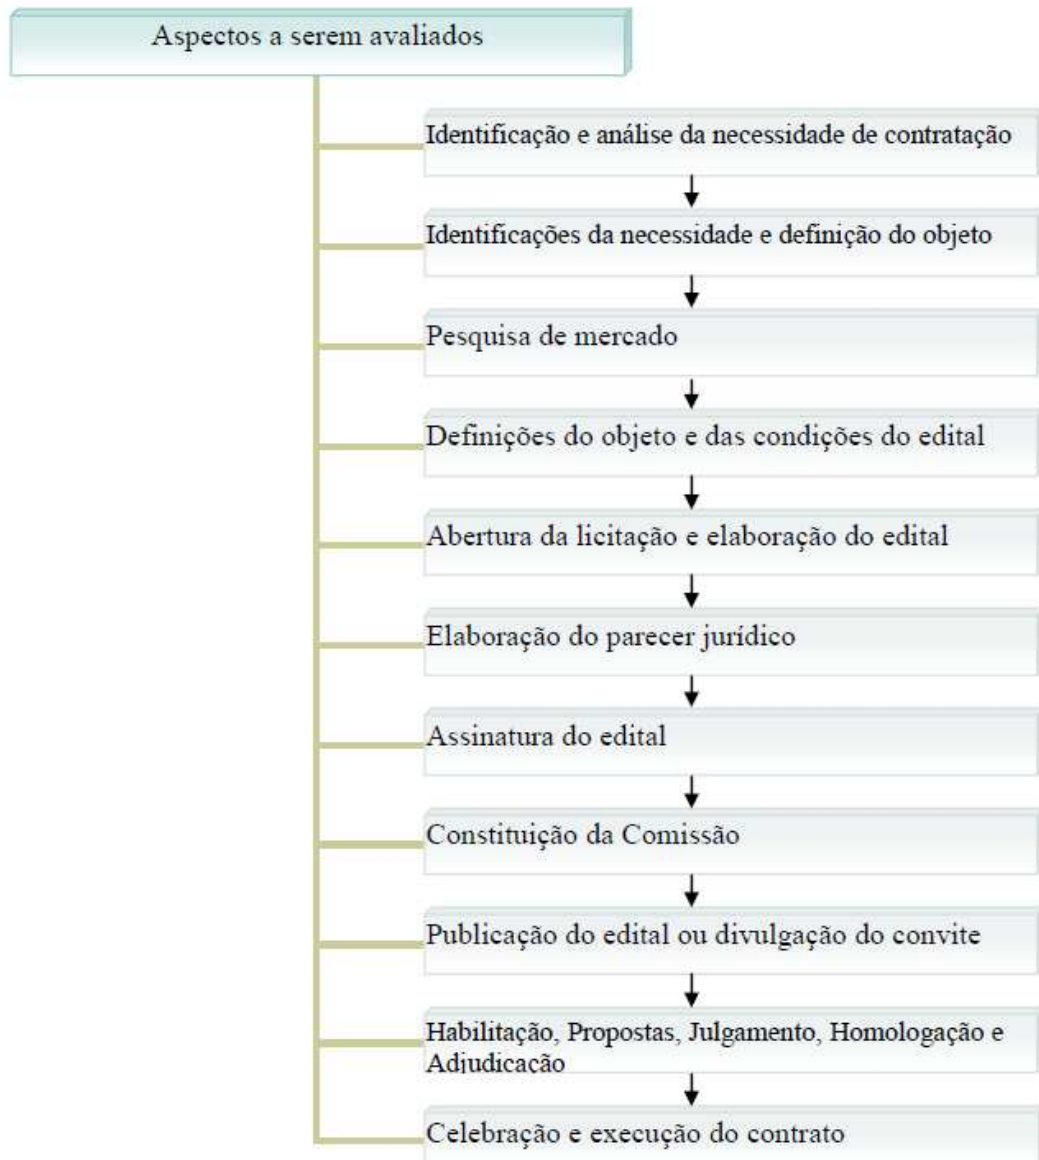 Aspectos a serem avaliados
Identificação e análise da necessidade de contratação
Identificações da necessidade e definição do objeto
Pesquisa de mercado
Definições do objeto e das condições do edital
Abertura da licitação e elaboração do edital
Elaboração do parecer jurídico
Assinatura do edital
Constituição da Comissão
Publicação do edital ou divulgação do convite
Habilitação, Propostas, Julgamento, Homologação e
Adjudicação
Celebração e execução do contrato